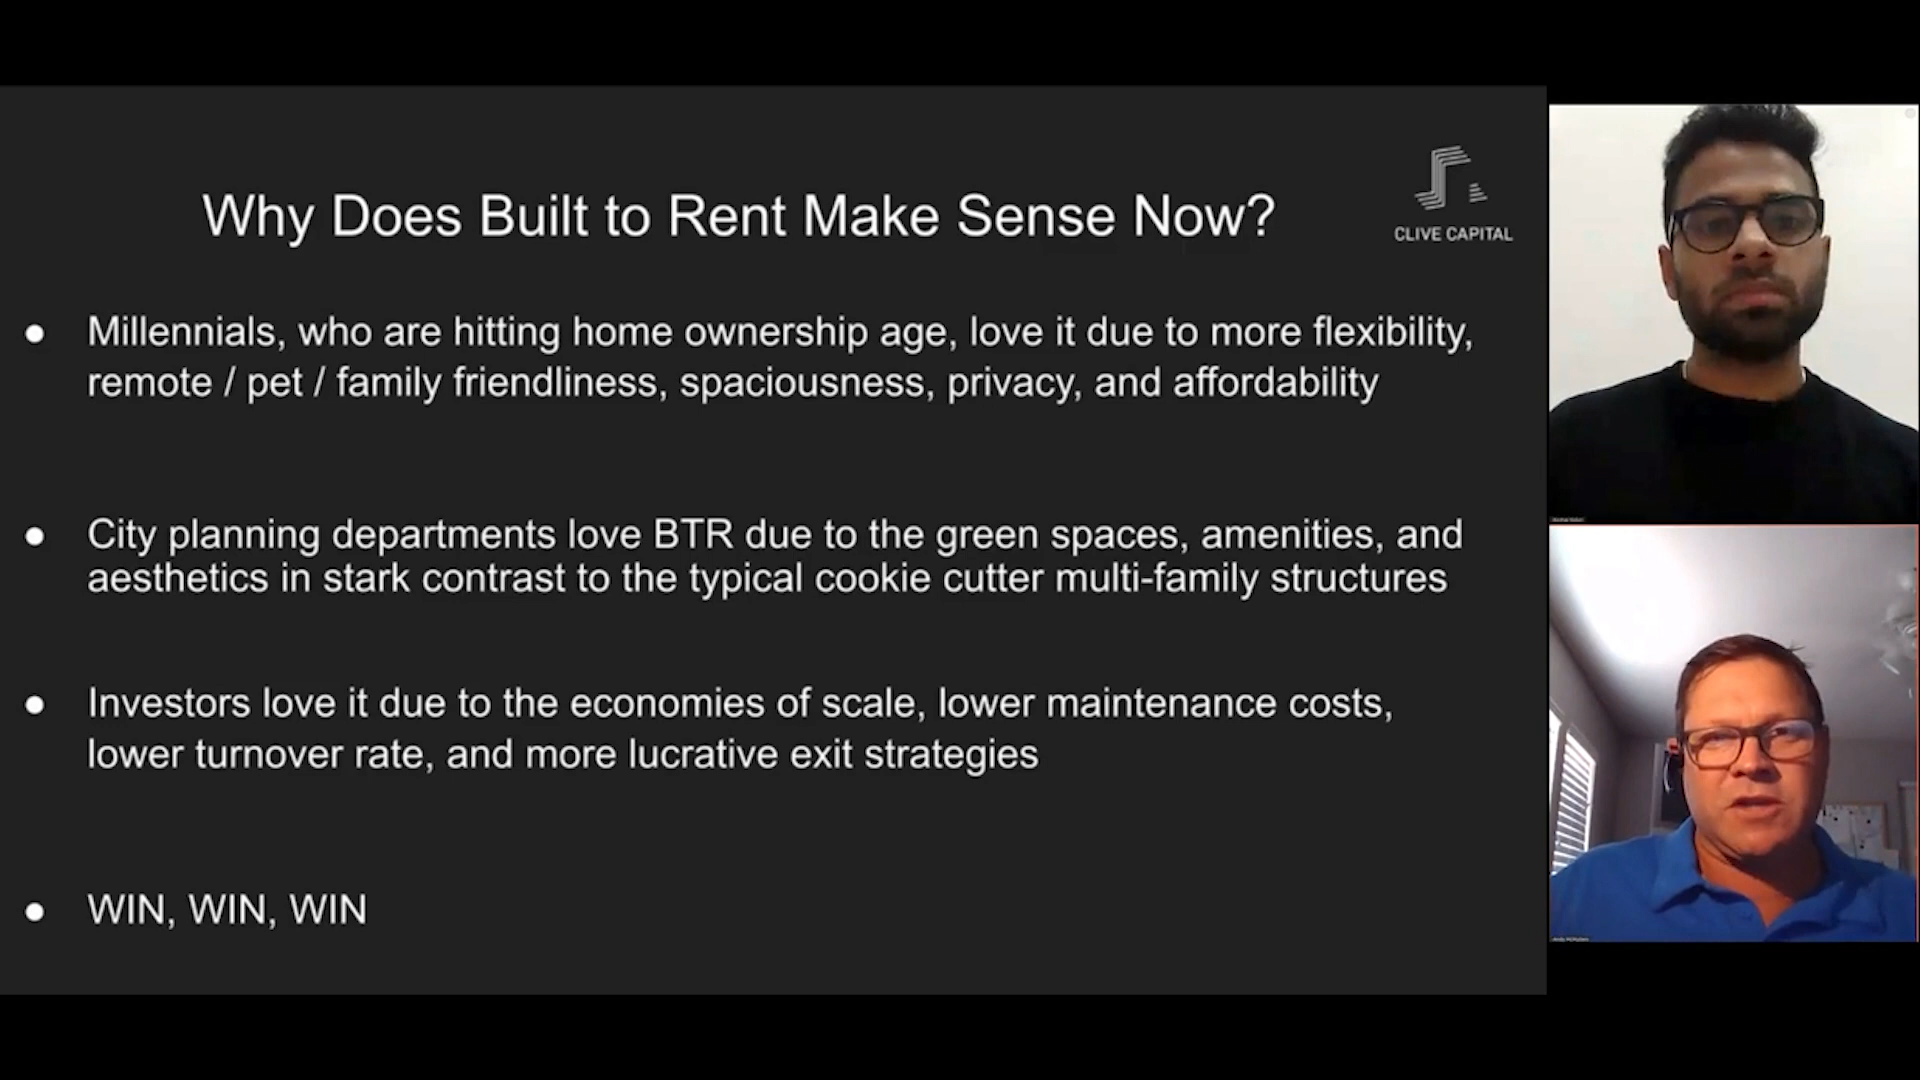 Why Does Built to Rent Make Sense Now?
CLIVE CAPITAL
● Millennials, who are hitting home ownership age, love it due to more flexibility,
remote / pet / family friendliness, spaciousness, privacy, and affordability
● City planning departments love BTR due to the green spaces, amenities, and
aesthetics in stark contrast to the typical cookie cutter multi-family structures
● Investors love it due to the economies of scale, lower maintenance costs,
lower turnover rate, and more lucrative exit strategies
● WIN, WIN, WIN